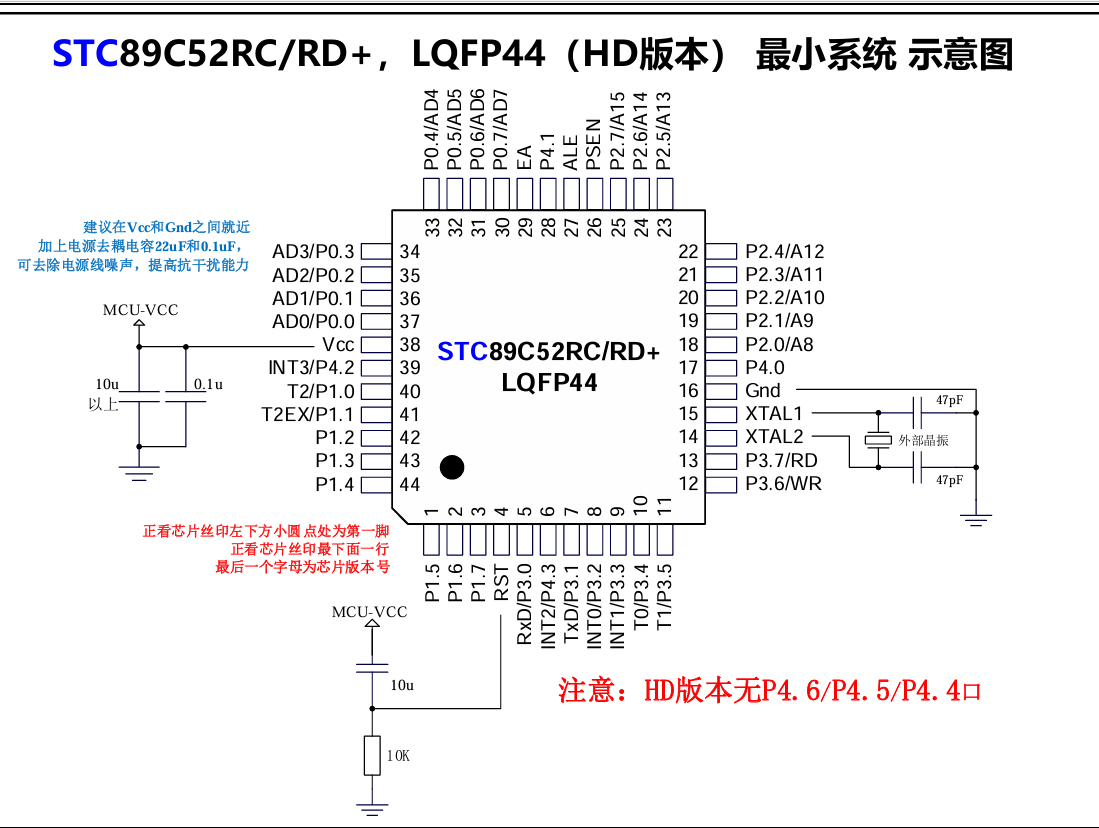 STC89C52RC/RD+，LQFP44（HD版本） 最小系统 示意图
P0.4/AD4
P0.5/AD5
P0.6/AD6
P0.7/AD7
EA
P4.1
ALE
PSEN
P2.7/A15
P2.6/A14
P2.5/A13
33
32
31
30
29
28
27
26
25
24
23
建议在Vcc和Gnd之间就近
加上电源去耦电容22uF和0.1uF，
可去除电源线噪声，提高抗干扰能力
MCU-VCC
10u
以上
0.1u
AD3/P0.3 34
AD2/P0.2 35
AD1/P0.1 36
AD0/P0.0 37
Vcc 38
INT3/P4.2 39
T2/P1.0 40
T2EX/P1.1 41
P1.2 42
P1.3 43
P1.4 44
STC89C52RC/RD+
LQFP44
22 P2.4/A12
21 P2.3/A11
20 P2.2/A10
19 P2.1/A9
18 P2.0/A8
17 P4.0
16 Gnd
15 XTAL1
14 XTAL2
13 P3.7/RD
12 P3.6/WR
47pF
外部晶振
47pF
1
2
3
4
5
6
7
8
9
10
11
P1.5
P1.6
P1.7
RST
RxD/P3.0
INT2/P4.3
TxD/P3.1
INT0/P3.2
INT1/P3.3
T0/P3.4
T1/P3.5
正看芯片丝印左下方小圆点处为第一脚
正看芯片丝印最下面一行
最后一个字母为芯片版本号
MCU-VCC
10u
10K
注意：HD版本无P4.6/P4.5/P4.4口